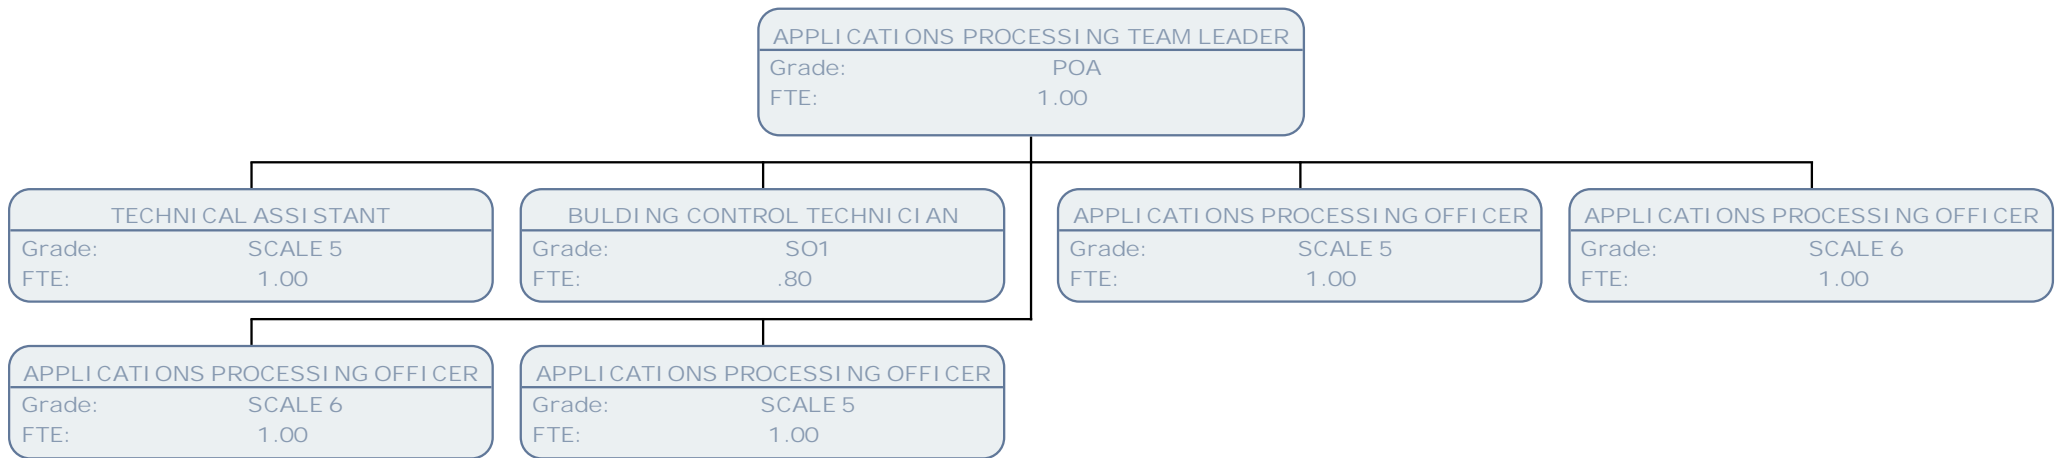 APPLICATIONS PROCESSING TEAM LEADER
Grade: POA
FTE: 1.00
TECHNICAL ASSISTANT
Grade: SCALE 5
FTE: 1.00
BULDING CONTROL TECHNICIAN
Grade: SO1
FTE: .80
APPLICATIONS PROCESSING OFFICER
Grade: SCALE 5
FTE: 1.00
APPLICATIONS PROCESSING OFFICER
Grade: SCALE 6
FTE: 1.00
APPLICATIONS PROCESSING OFFICER
Grade: SCALE 6
FTE: 1.00
APPLICATIONS PROCESSING OFFICER
Grade: SCALE 5
FTE: 1.00